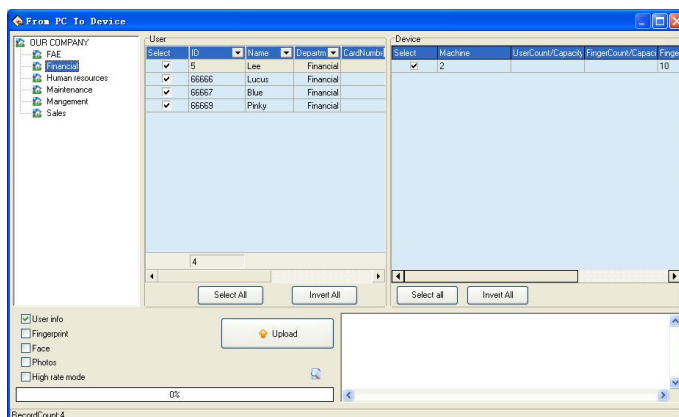 From PC To Device
OUR COMPANY
FAE
Financial
Human resources
Maintenance
Mangement
Sales
User
Select ID Name Departm CardNumbe
5 Lee Financial
66666 Lucus Financial
66667 Blue Financial
66669 Pinky Financial
4
Select All Invert All
Device
Select Machine UserCount/Capacity FingerCount/Capaci Finge
2 10
Select all Invert All
User info
Fingerprint
Face
Photos
High rate mode
Upload
0%
RecordCount:4